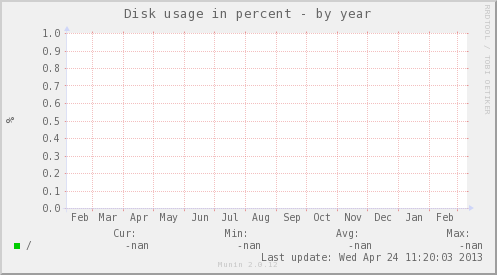 Disk usage in percent - by year
RRDTOOL / TOBI OETIKER
1.0
0.9
0.8
0.7
0.6
0.5
0.4
0.3
0.2
0.1
0.0
%
Feb Mar Apr May Jun Jul Aug Sep Oct Nov Dec Jan Feb
Cur: Min: Avg: Max:
/ -nan -nan -nan -nan
Last update: Wed Apr 24 11:20:03 2013
Munin 2.0.12